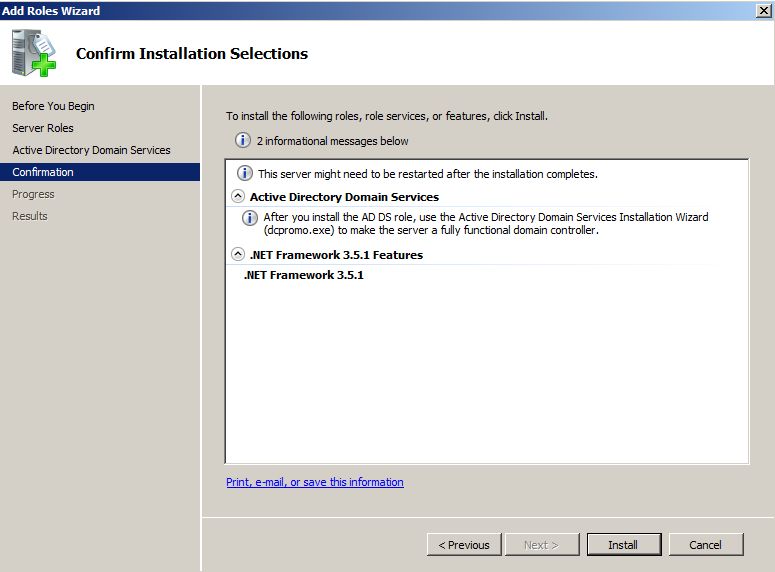 Add Roles Wizard
Confirm Installation Selections
Before You Begin
Server Roles
Active Directory Domain Services
Confirmation
Progress
Results
To install the following roles, role services, or features, click Install.
2 informational messages below
This server might need to be restarted after the installation completes.
Active Directory Domain Services
After you install the AD DS role, use the Active Directory Domain Services Installation Wizard
(dcpromo.exe) to make the server a fully functional domain controller.
.NET Framework 3.5.1 Features
.NET Framework 3.5.1
Print, e-mail, or save this information
< Previous
Next >
Install
Cancel